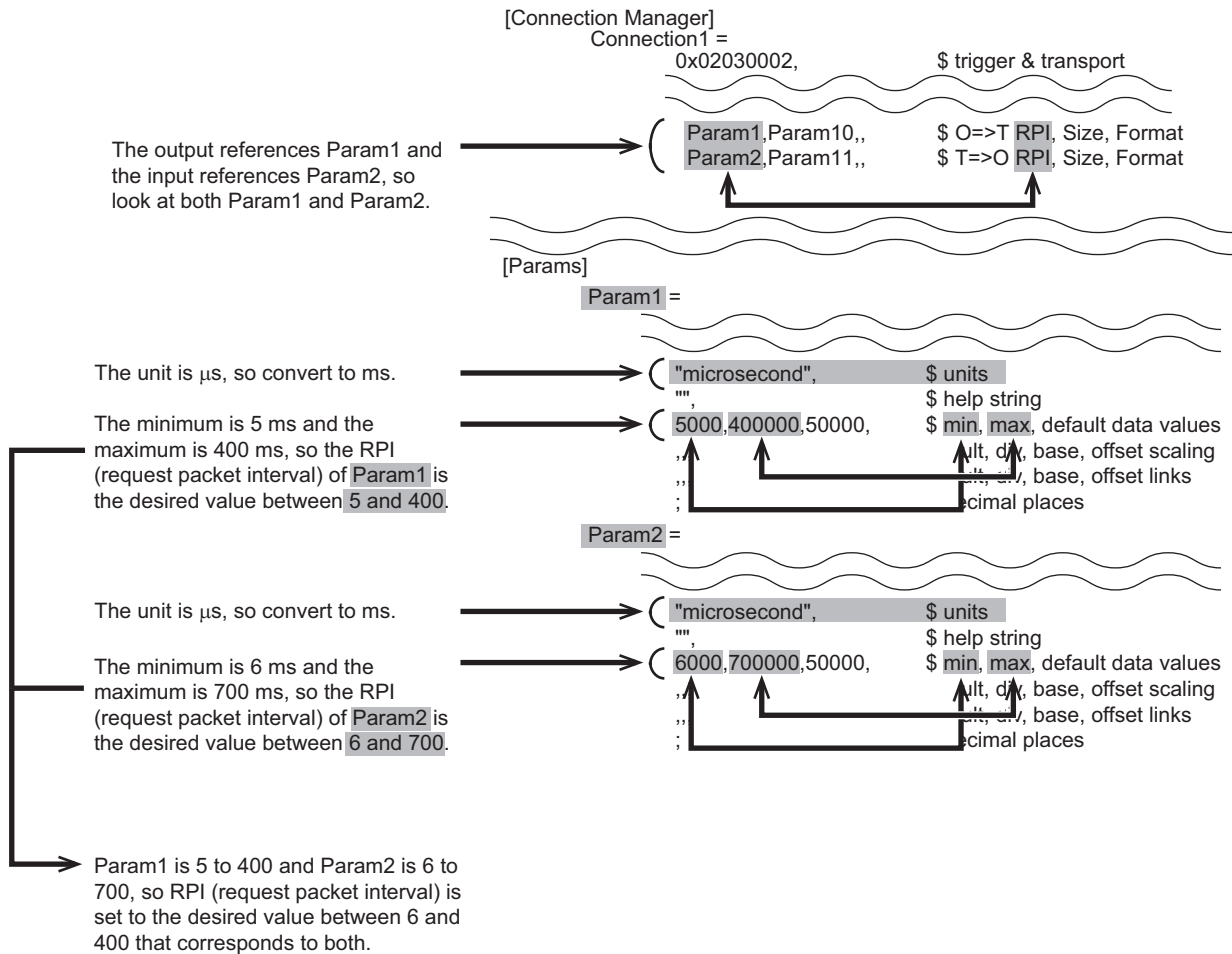 [Connection Manager]
Connection1 =
0x02030002, $ trigger & transport
The output references Param1 and
the input references Param2, so
look at both Param1 and Param2.
Param1,Param10,, $ O=>T RPI, Size, Format
Param2,Param11,, $ T=>O RPI, Size, Format
[Params]
Param1 =
The unit is μs, so convert to ms.
"microsecond", $ units
"", $ help string
The minimum is 5 ms and the
maximum is 400 ms, so the RPI
(request packet interval) of Param1 is
the desired value between 5 and 400.
5000,400000,50000, $ min, max, default data values
base, offset scaling
base, offset links
; ecimal places
Param2 =
The unit is μs, so convert to ms.
"microsecond", $ units
"", $ help string
The minimum is 6 ms and the
maximum is 700 ms, so the RPI
(request packet interval) of Param2 is
the desired value between 6 and 700.
6000,700000,50000, $ min, max, default data values
base, offset scaling
base, offset links
; ecimal places
Param1 is 5 to 400 and Param2 is 6 to
700, so RPI (request packet interval) is
set to the desired value between 6 and
400 that corresponds to both.